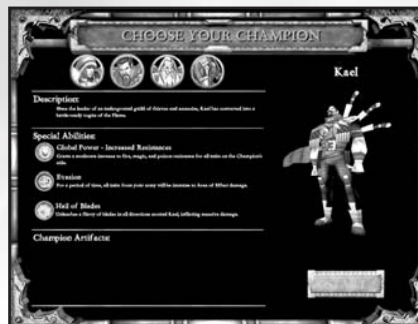 CHOOSE YOUR CHAMPION
Kael
Description:
Once the leader of an underground guild of thieves and assassins, Kael has converted into a
battle-ready rogue of the Flame.
Special Abilities:
Global Power - Increased Resistances
Grants a moderate increase to fire, magic, and poison resistance for all units on the Champion's
side.
Evasion
For a period of time, all units from your army will be immune to Area of Effect damage.
Hail of Blades
Unleashes a flurry of blades in all directions around Kael, inflicting massive damage.
Champion Artifacts: